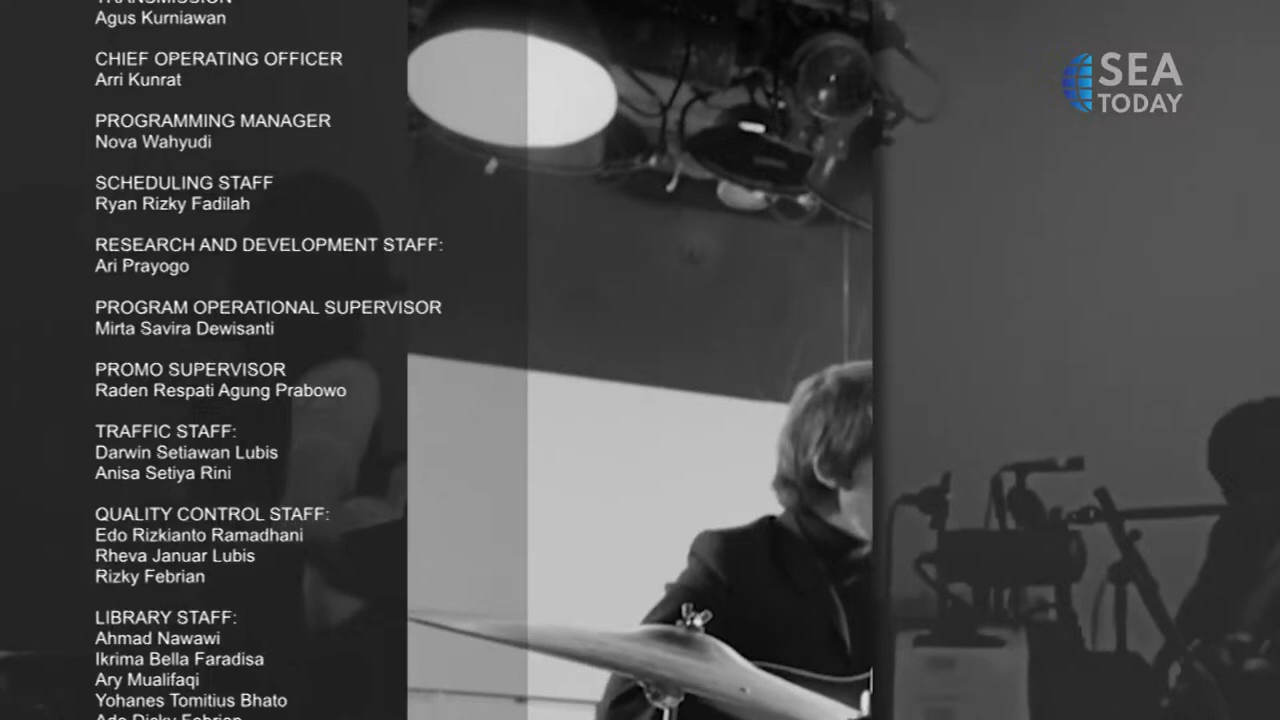 TRANSMISSION
Agus Kurniawan
CHIEF OPERATING OFFICER
Arri Kunrat
PROGRAMMING MANAGER
Nova Wahyudi
SCHEDULING STAFF
Ryan Rizky Fadilah
RESEARCH AND DEVELOPMENT STAFF:
Ari Prayogo
PROGRAM OPERATIONAL SUPERVISOR
Mirta Savira Dewisanti
PROMO SUPERVISOR
Raden Respati Agung Prabowo
TRAFFIC STAFF:
Darwin Setiawan Lubis
Anisa Setiya Rini
QUALITY CONTROL STAFF:
Edo Rizkianto Ramadhani
Rheva Januar Lubis
Rizky Febrian
LIBRARY STAFF:
Ahmad Nawawi
Ikrima Bella Faradisa
Ary Mualifaqi
Yohanes Tomitius Bhato
SEA
TODAY